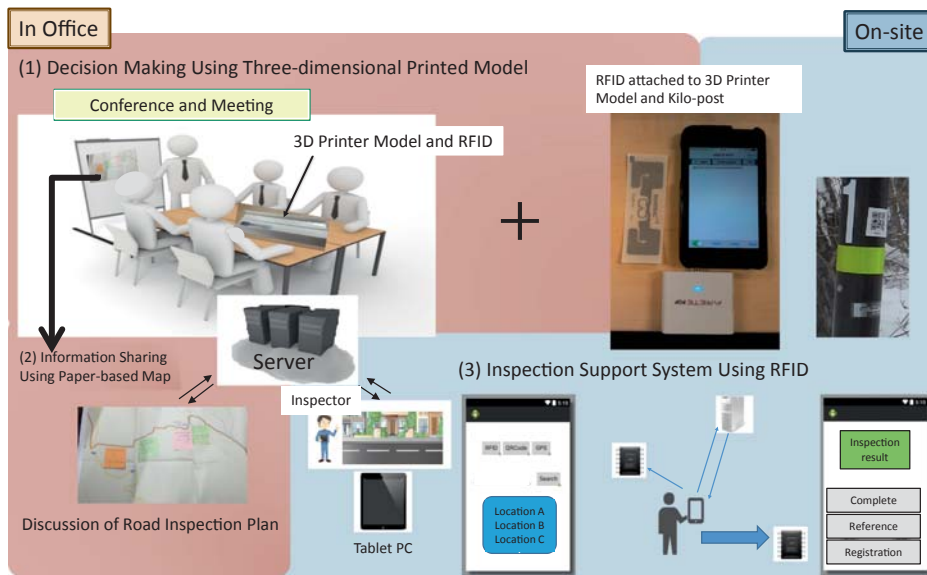 In Office
On-site
(1) Decision Making Using Three-dimensional Printed Model
Conference and Meeting
3D Printer Model and RFID
RFID attached to 3D Printer
Model and Kilo-post
1
(2) Information Sharing
Using Paper-based Map
Server
Inspector
Discussion of Road Inspection Plan
Tablet PC
(3) Inspection Support System Using RFID
RFID
QRCode
GPS
Search
Location A
Location B
Location C
Inspection
result
Complete
Reference
Registration